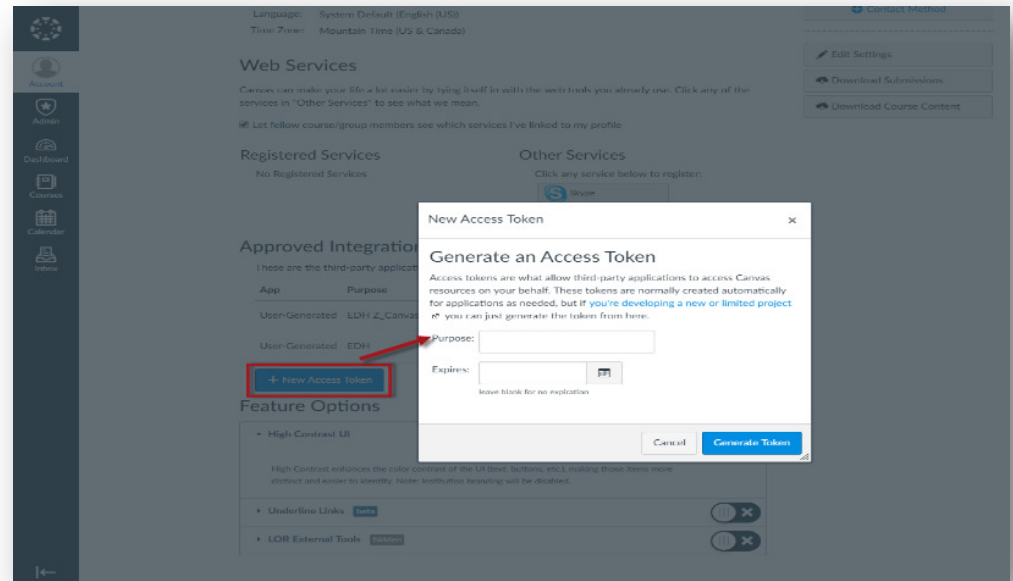 Language: System Default (English (US))
Time Zone: Mountain Time (US & Canada)
Contact Method
Edit Settings
Download Submissions
Download Course Content
Account
Admin
Dashboard
Courses
Calendar
Inbox
Web Services
Canvas can make your life a lot easier by tying itself in with the web tools you already use. Click any of the
services in "Other Services" to see what we mean.
Let fellow course/group members see which services I've linked to my profile
Registered Services
No Registered Services
Other Services
Click any service below to register:
Skype
Approved Integration
These are the third-party applicat
App Purpose
User-Generated EDH Z_Canvas
User-Generated EDH
+ New Access Token
New Access Token ×
Generate an Access Token
Access tokens are what allow third-party applications to access Canvas
resources on your behalf. These tokens are normally created automatically
for applications as needed, but if you're developing a new or limited project
you can just generate the token from here.
Purpose:
Expires:
leave blank for no expiration
Cancel Generate Token
Feature Options
High Contrast UI
High Contrast enhances the color contrast of the UI (text, buttons, etc.), making those items more
distinct and easier to identify. Note: Institution branding will be disabled.
Underline Links beta
LOR External Tools hidden